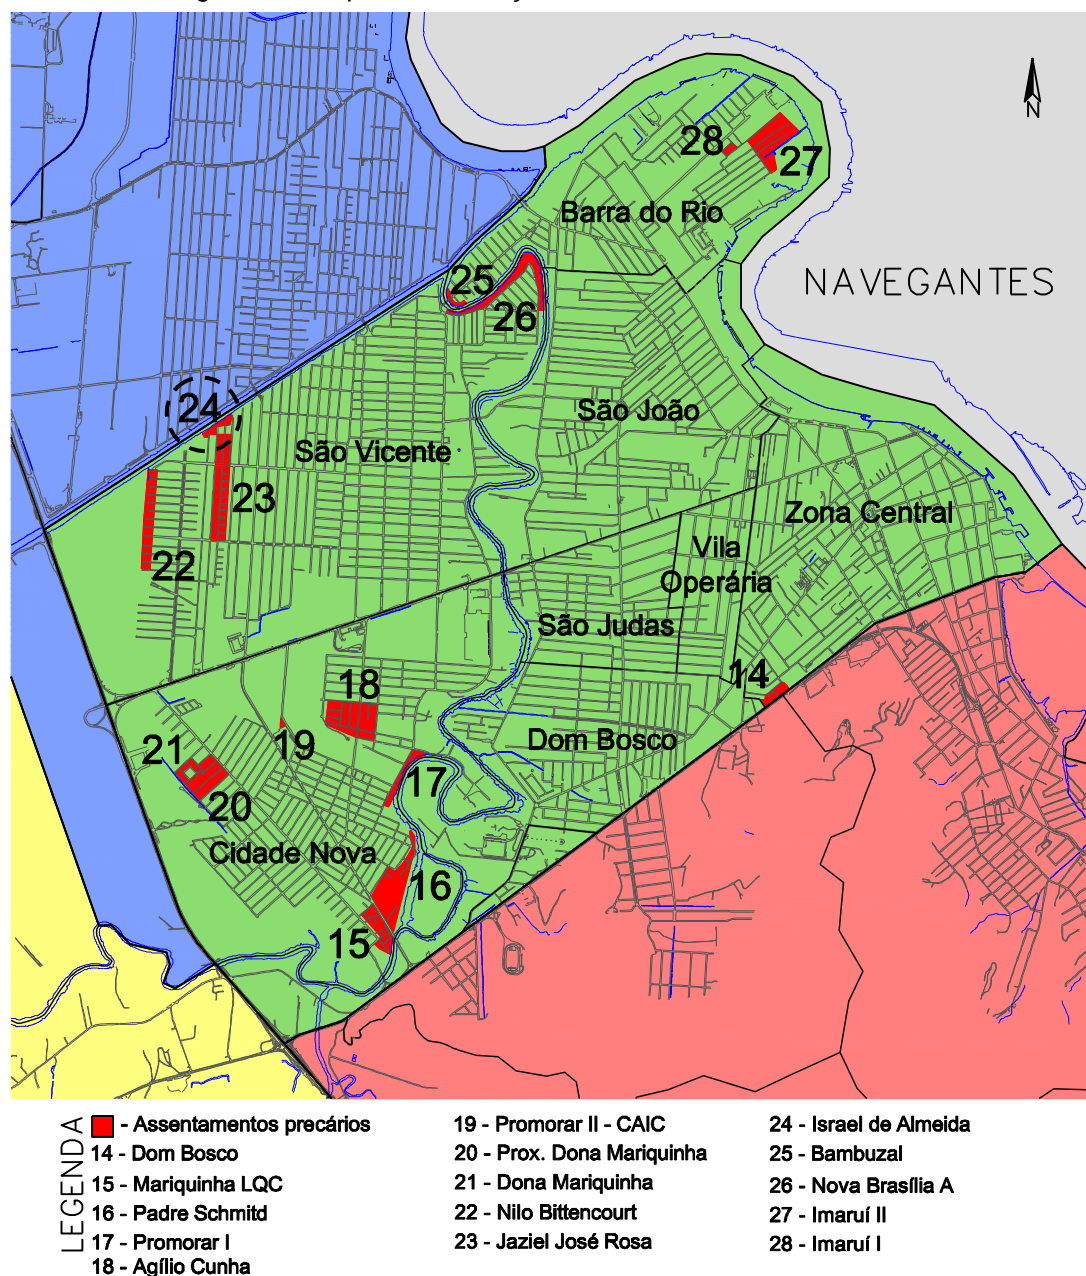 N
28
27
Barra do Rio
NAVEGANTES
25
26
24
São João
São Vicente
23
Zona Central
22
Vila
Operária
São Judas
14
18
19
Dom Bosco
21
17
20
Cidade Nova
16
15
LEGENDA
- Assentamentos precários
14 - Dom Bosco
15 - Mariquinha LQC
16 - Padre Schmitd
17 - Promorar I
18 - Agílio Cunha
19 - Promorar II - CAIC
20 - Prox. Dona Mariquinha
21 - Dona Mariquinha
22 - Nilo Bittencourt
23 - Jaziel José Rosa
24 - Israel de Almeida
25 - Bambuzal
26 - Nova Brasília A
27 - Imaruí II
28 - Imaruí I